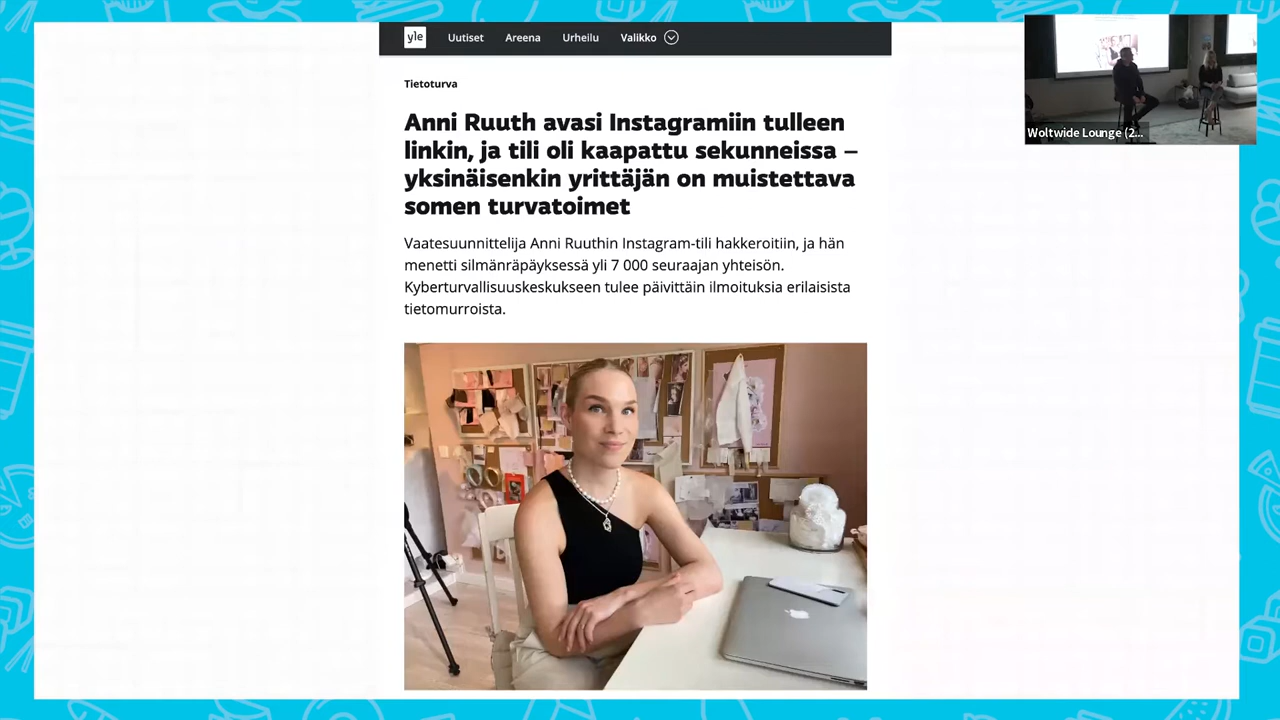 yle Uutiset Areena Urheilu Valikko
Tietoturva
Anni Ruuth avasi Instagramiin tulleen
linkin, ja tili oli kaapattu sekunneissa –
yksinäisenkin yrittäjän on muistettava
somen turvatoimet
Vaatesuunnittelija Anni Ruuthin Instagram-tili hakkeroitiin, ja hän
menetti silmänräpäyksessä yli 7 000 seuraajan yhteisön.
Kyberturvallisuuskeskukseen tulee päivittäin ilmoituksia erilaisista
tietomurroista.
Woltwide Lounge (2...